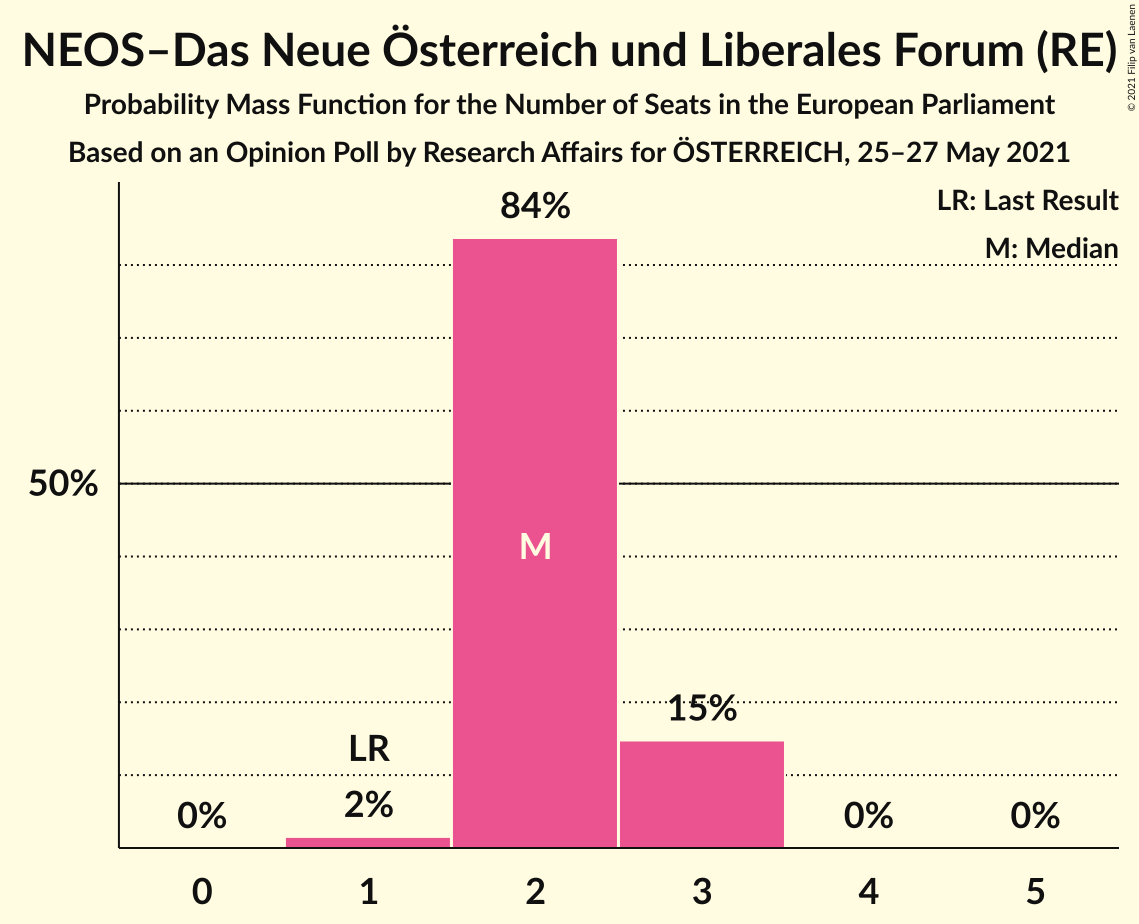 NEOS–Das Neue Österreich und Liberales Forum (RE)
Probability Mass Function for the Number of Seats in the European Parliament
Based on an Opinion Poll by Research Affairs for ÖSTERREICH, 25–27 May 2021
© 2021 Filip van Laenen
LR: Last Result
M: Median
84%
50%
M
15%
LR
2%
0%
0%
0%
0 1 2 3 4 5